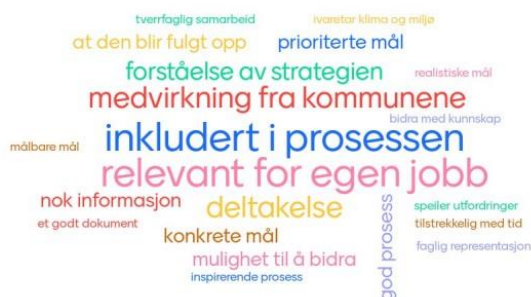 tverrfaglig samarbeid
ivaretar klima og miljø
at den blir fulgt opp
prioriterte mål
forståelse av strategien
realistiske mål
medvirkning fra kommunene
bidra med kunnskap
inkludert i prosessen
målbare mål
relevant for egen jobb
nok informasjon
deltakelse
speiler utfordringer
et godt dokument
tilstrekkelig med tid
konkrete mål
god prosess
faglig representasjon
mulighet til å bidra
inspirerende prosess